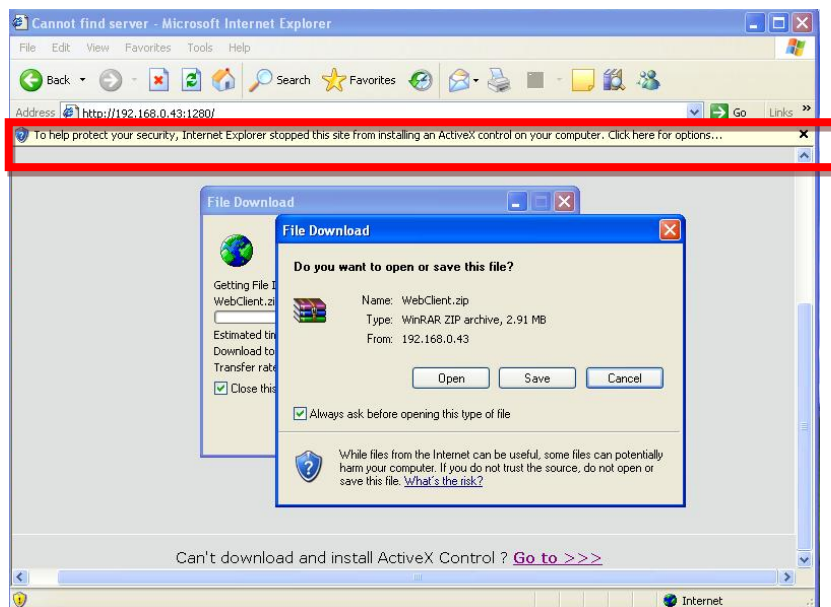 Cannot find server - Microsoft Internet Explorer
File Edit View Favorites Tools Help
Back Search Favorites
Address http://192.168.0.43:1280/ Go Links »
To help protect your security, Internet Explorer stopped this site from installing an ActiveX control on your computer. Click here for options...
File Download
File Download
Do you want to open or save this file?
Getting File
WebClient.zi
Name: WebClient.zip
Type: WinRAR ZIP archive, 2.91 MB
From: 192.168.0.43
Estimated tim
Download to
Transfer rate
Close this
Open Save Cancel
Always ask before opening this type of file
While files from the Internet can be useful, some files can potentially
harm your computer. If you do not trust the source, do not open or
save this file. What's the risk?
Can't download and install ActiveX Control ? Go to >>>
Internet